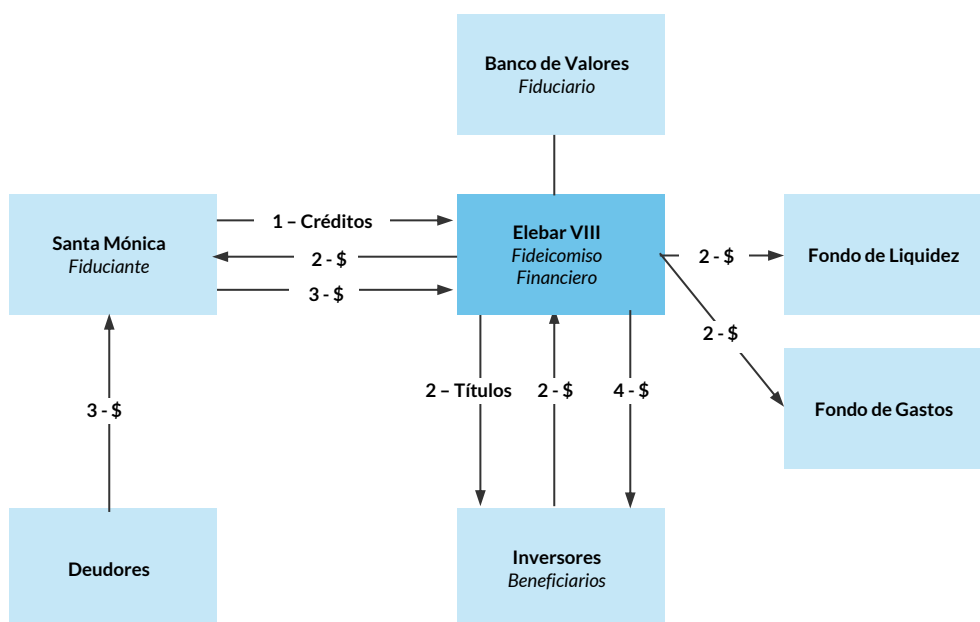 Banco de Valores
Fiduciario
Santa Mónica
Fiduciante
1 – Créditos
2 - $
3 - $
Elebar VIII
Fideicomiso
Financiero
2 - $
Fondo de Liquidez
2 - $
3 - $
2 – Títulos
2 - $
4 - $
Fondo de Gastos
Deudores
Inversores
Beneficiarios